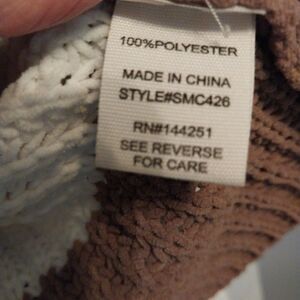 100%POLYESTER
MADE IN CHINA
STYLE#SMC426
RN#144251
SEE REVERSE
FOR CARE